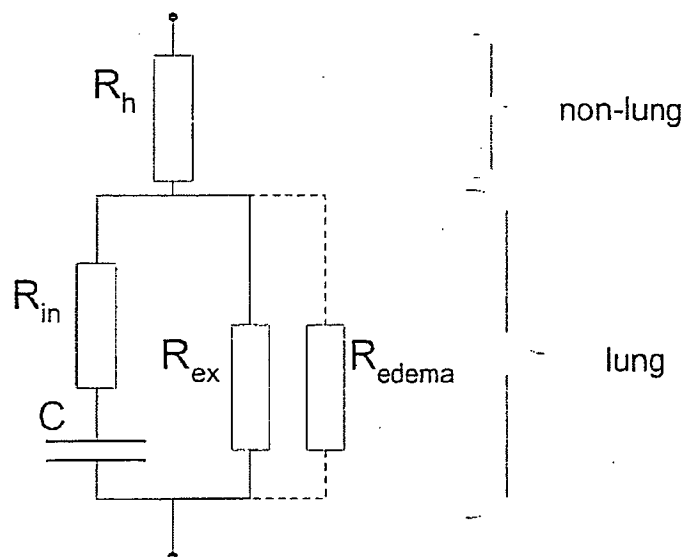 R_h
non-lung
R_in
R_ex
R_edema
lung
C